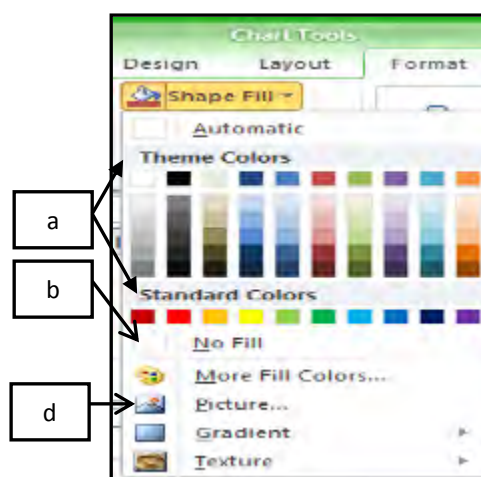 Chart Tools
Design Layout Format
Shape Fill
Automatic
Theme Colors
a
b
Standard Colors
No Fill
More Fill Colors...
d
Picture...
Gradient
Texture